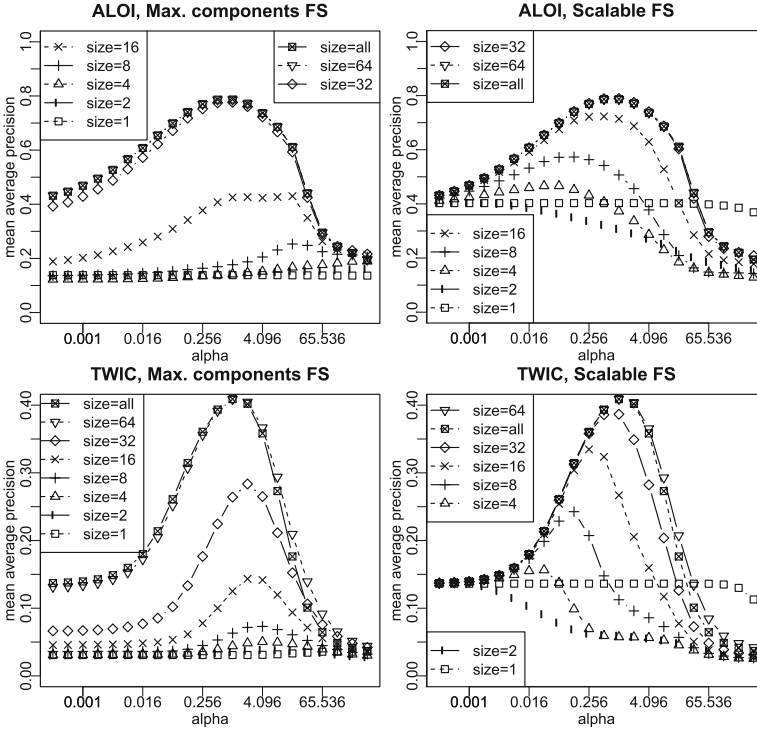 ALOI, Max. components FS
mean average precision
0.0
0.2
0.4
0.6
0.8
1.0
size=16
size=8
size=4
size=2
size=1
size=all
size=64
size=32
0.001
0.016
0.256
4.096
65.536
alpha
ALOI, Scalable FS
mean average precision
0.0
0.2
0.4
0.6
0.8
1.0
size=32
size=64
size=all
size=16
size=8
size=4
size=2
size=1
0.001
0.016
0.256
4.096
65.536
alpha
TWIC, Max. components FS
mean average precision
0.00
0.10
0.20
0.30
0.40
size=all
size=64
size=32
size=16
size=8
size=4
size=2
size=1
0.001
0.016
0.256
4.096
65.536
alpha
TWIC, Scalable FS
mean average precision
0.00
0.10
0.20
0.30
0.40
size=64
size=all
size=32
size=16
size=8
size=4
size=2
size=1
0.001
0.016
0.256
4.096
65.536
alpha